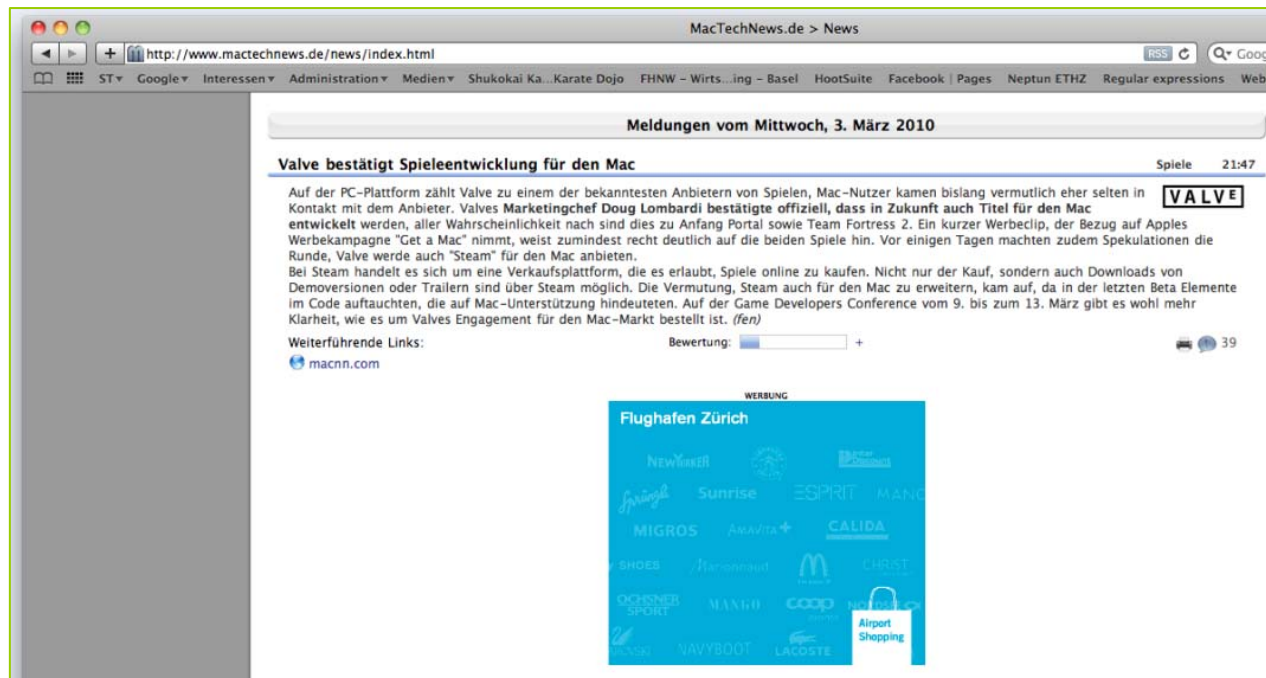 MacTechNews.de > News
http://www.mactechnews.de/news/index.html
RSS
Goog
ST Google Interessen Administration Medien Shukokai Ka...Karate Dojo FHNW – Wirts...ing – Basel HootSuite Facebook | Pages Neptun ETHZ Regular expressions Web
Meldungen vom Mittwoch, 3. März 2010
Valve bestätigt Spieleentwicklung für den Mac
Spiele 21:47
Auf der PC-Plattform zählt Valve zu einem der bekanntesten Anbietern von Spielen, Mac-Nutzer kamen bislang vermutlich eher selten in
Kontakt mit dem Anbieter. Valves Marketingchef Doug Lombardi bestätigte offiziell, dass in Zukunft auch Titel für den Mac
entwickelt werden, aller Wahrscheinlichkeit nach sind dies zu Anfang Portal sowie Team Fortress 2. Ein kurzer Werbeclip, der Bezug auf Apples
Werbekampagne "Get a Mac" nimmt, weist zumindest recht deutlich auf die beiden Spiele hin. Vor einigen Tagen machten zudem Spekulationen die
Runde, Valve werde auch "Steam" für den Mac anbieten.
Bei Steam handelt es sich um eine Verkaufsplattform, die es erlaubt, Spiele online zu kaufen. Nicht nur der Kauf, sondern auch Downloads von
Demoversionen oder Trailern sind über Steam möglich. Die Vermutung, Steam auch für den Mac zu erweitern, kam auf, da in der letzten Beta Elemente
im Code auftauchten, die auf Mac-Unterstützung hindeuteten. Auf der Game Developers Conference vom 9. bis zum 13. März gibt es wohl mehr
Klarheit, wie es um Valves Engagement für den Mac-Markt bestellt ist. (fen)
VALVE
Weiterführende Links:
Bewertung: +
39
macnn.com
WERBUNG
Flughafen Zürich
NEWYORKER
Sprüngli Sunrise ESPRIT MANG
MIGROS AMAVITA CALIDA
SHOES Marionnaud CHRIST
OCHSNER SPORT MANGO coop
NAVYBOOT LACOSTE
Airport
Shopping